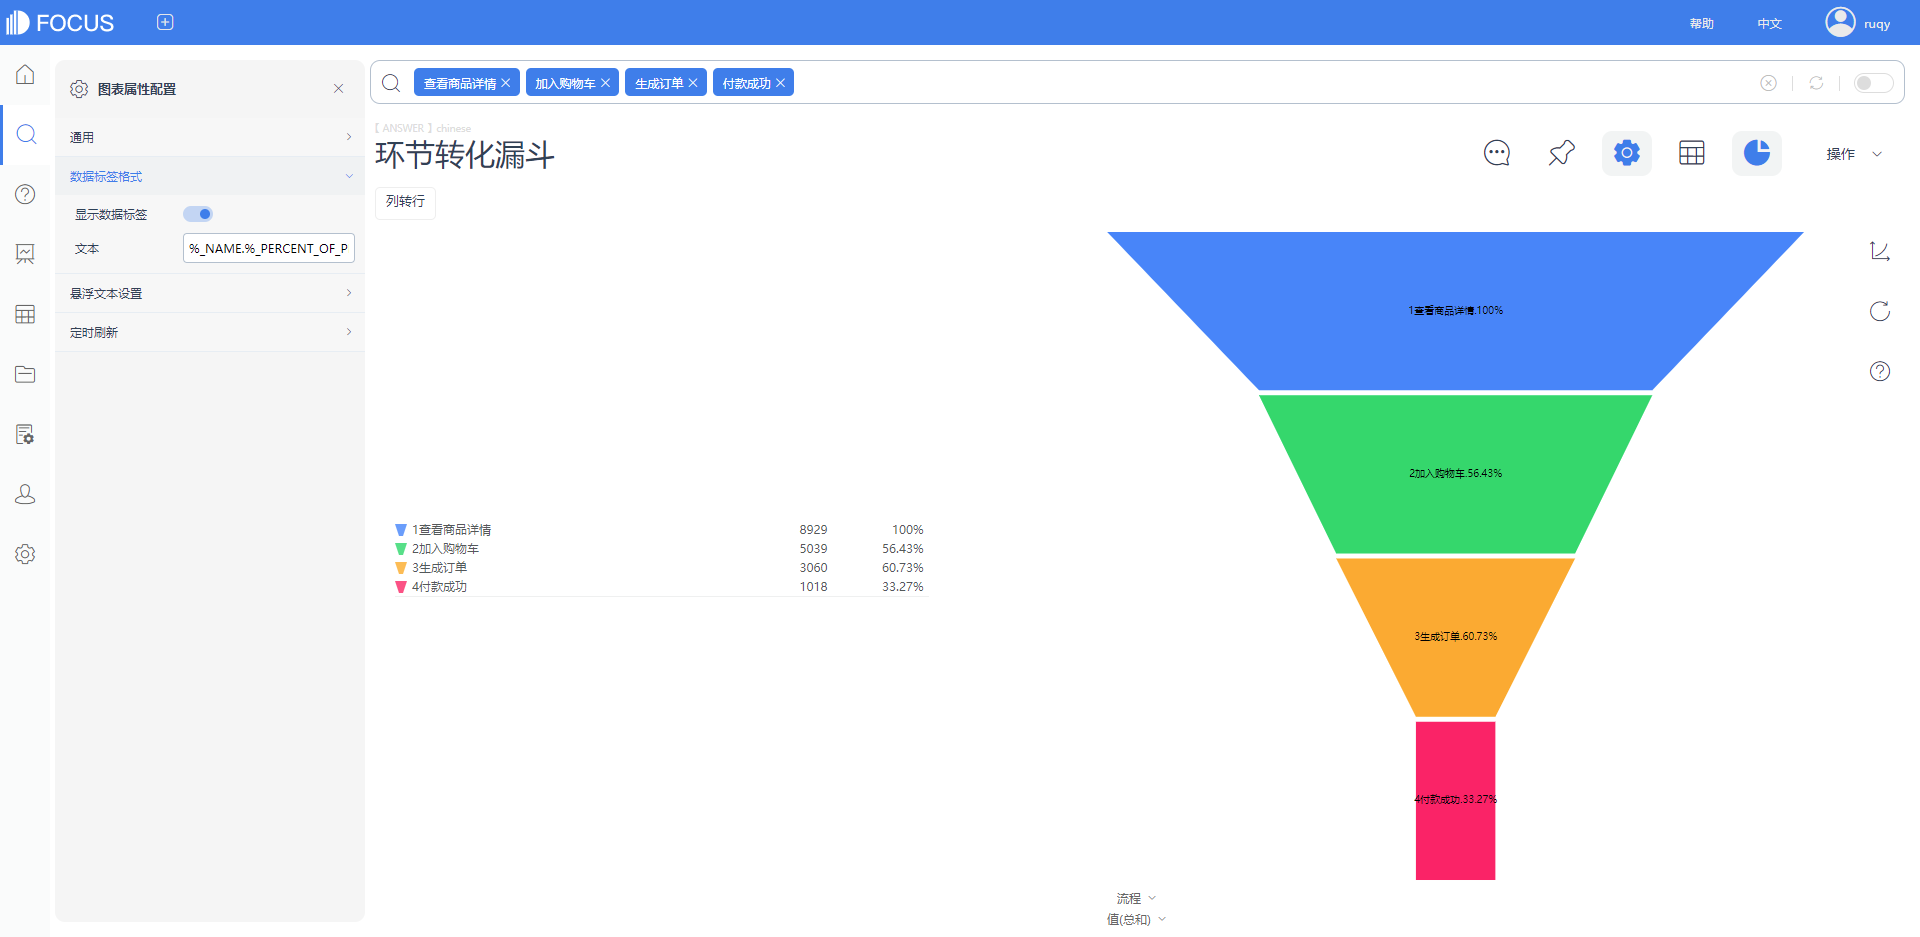 FOCUS
帮助 中文 ruqy
图表属性配置
通用
数据标签格式
显示数据标签
文本 %_NAME.%_PERCENT_OF_P
悬浮文本设置
定时刷新
查看商品详情 加入购物车 生成订单 付款成功
【 ANSWER 】chinese
环节转化漏斗
操作
列转行
1查看商品详情 8929 100%
2加入购物车 5039 56.43%
3生成订单 3060 60.73%
4付款成功 1018 33.27%
1查看商品详情.100%
2加入购物车.56.43%
3生成订单.60.73%
4付款成功.33.27%
流程
值(总和)